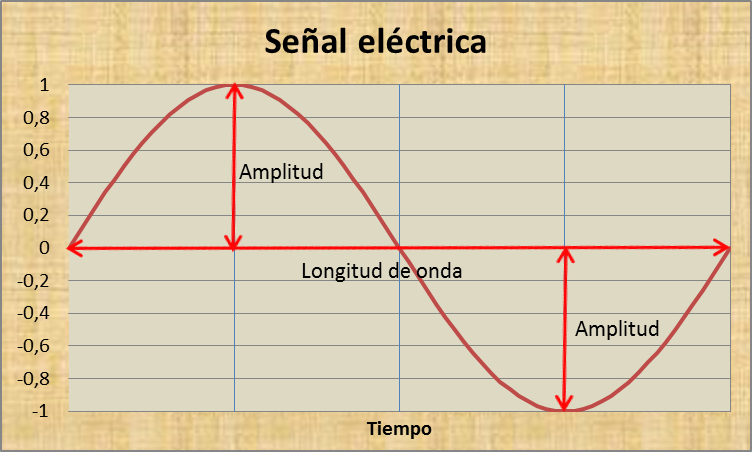 Señal eléctrica
1
0,8
0,6
Amplitud
0,4
0,2
0
Longitud de onda
-0,2
-0,4
Amplitud
-0,6
-0,8
-1
Tiempo